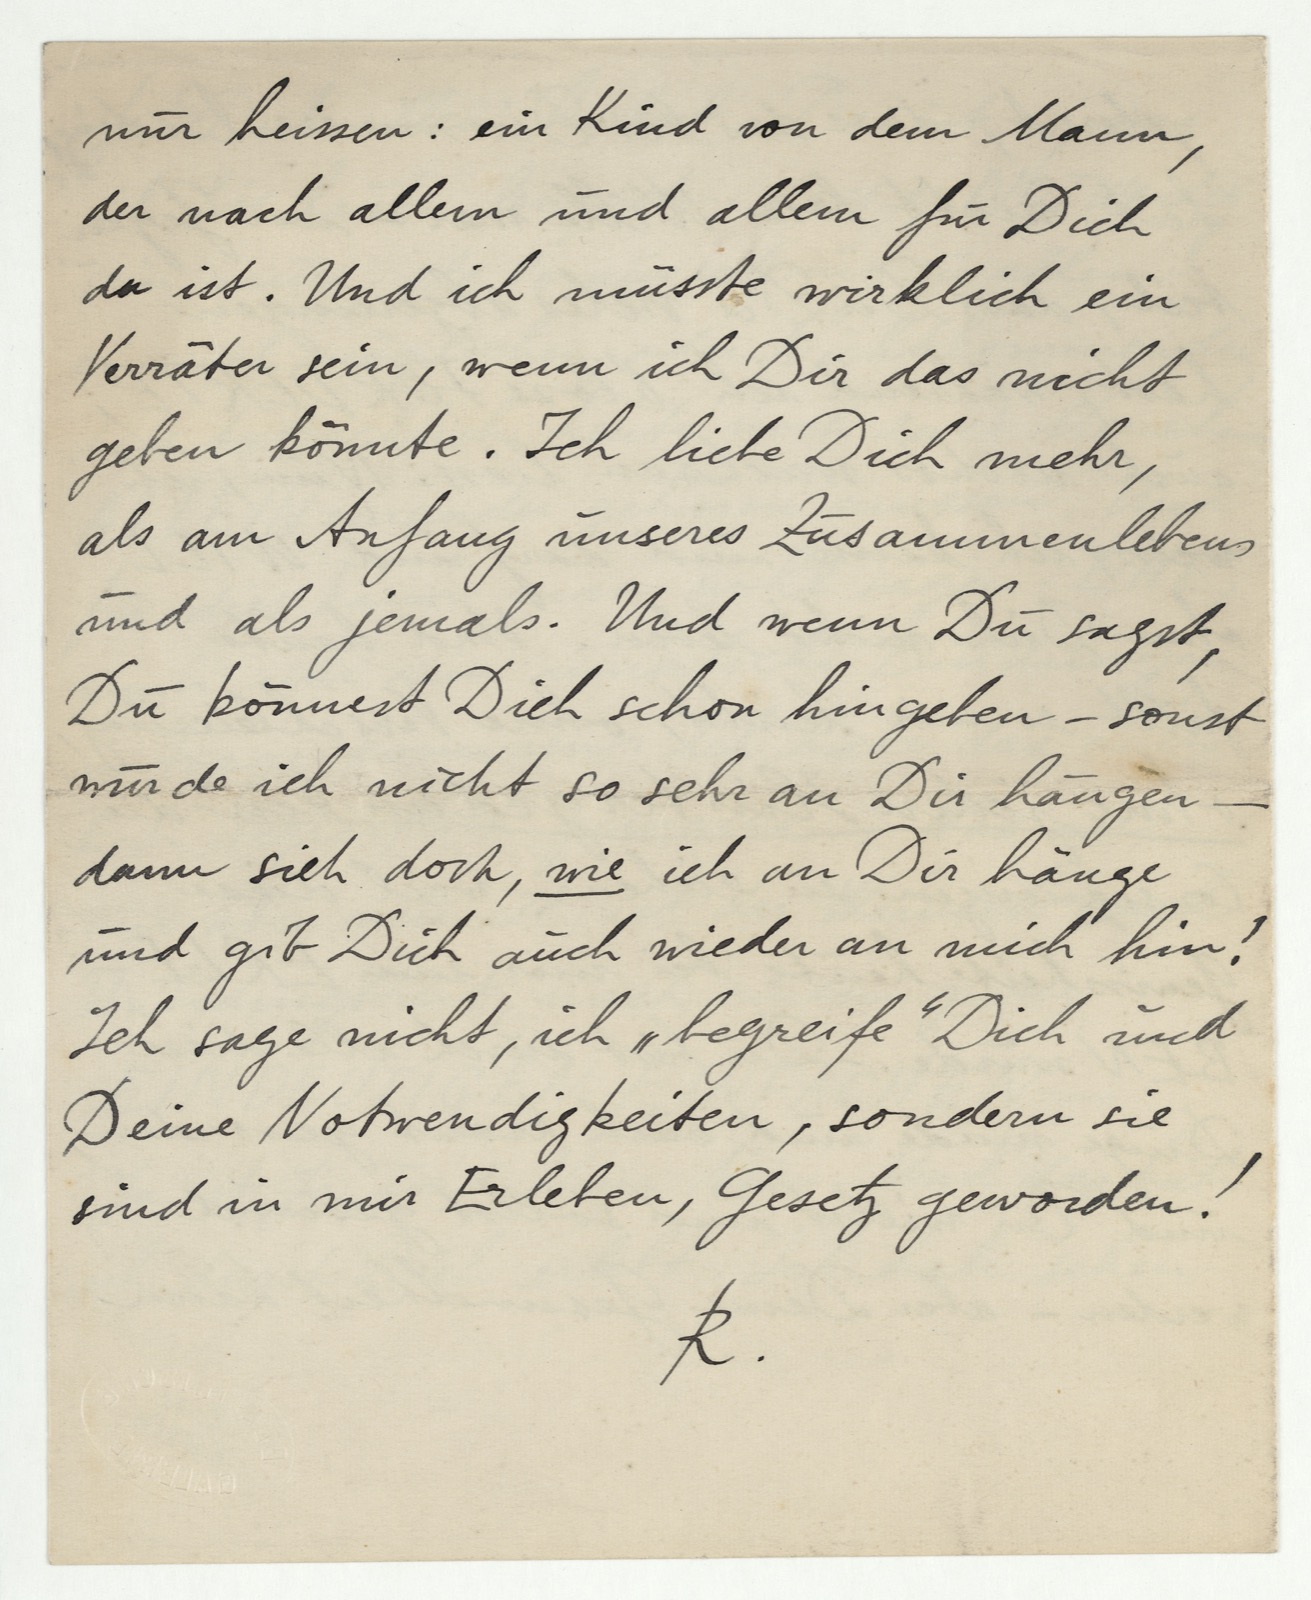 nur heissen: ein Kind von dem Mann,
der nach allem und allem für Dich
da ist. Und ich müsste wirklich ein
Verräter sein, wenn ich Dir das nicht
geben könnte. Ich liebe Dich mehr,
als am Anfang unseres Zusammenlebens
und als jemals. Und wenn Du sagst,
Du könnest Dich schon hingeben – sonst
würde ich nicht so sehr an Dir hängen –
dann sieh doch, wie ich an Dir hänge
und gib Dich auch wieder an mich hin!
Ich sage nicht, ich „begreife“ Dich und
Deine Notwendigkeiten, sondern sie
sind in mir Erleben, Gesetz geworden!
R.